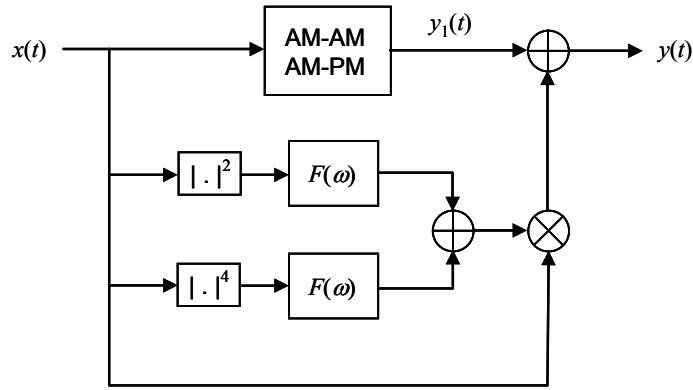 x(t)
AM-AM
AM-PM
y₁(t)
y(t)
| . |²
F(ω)
| . |⁴
F(ω)